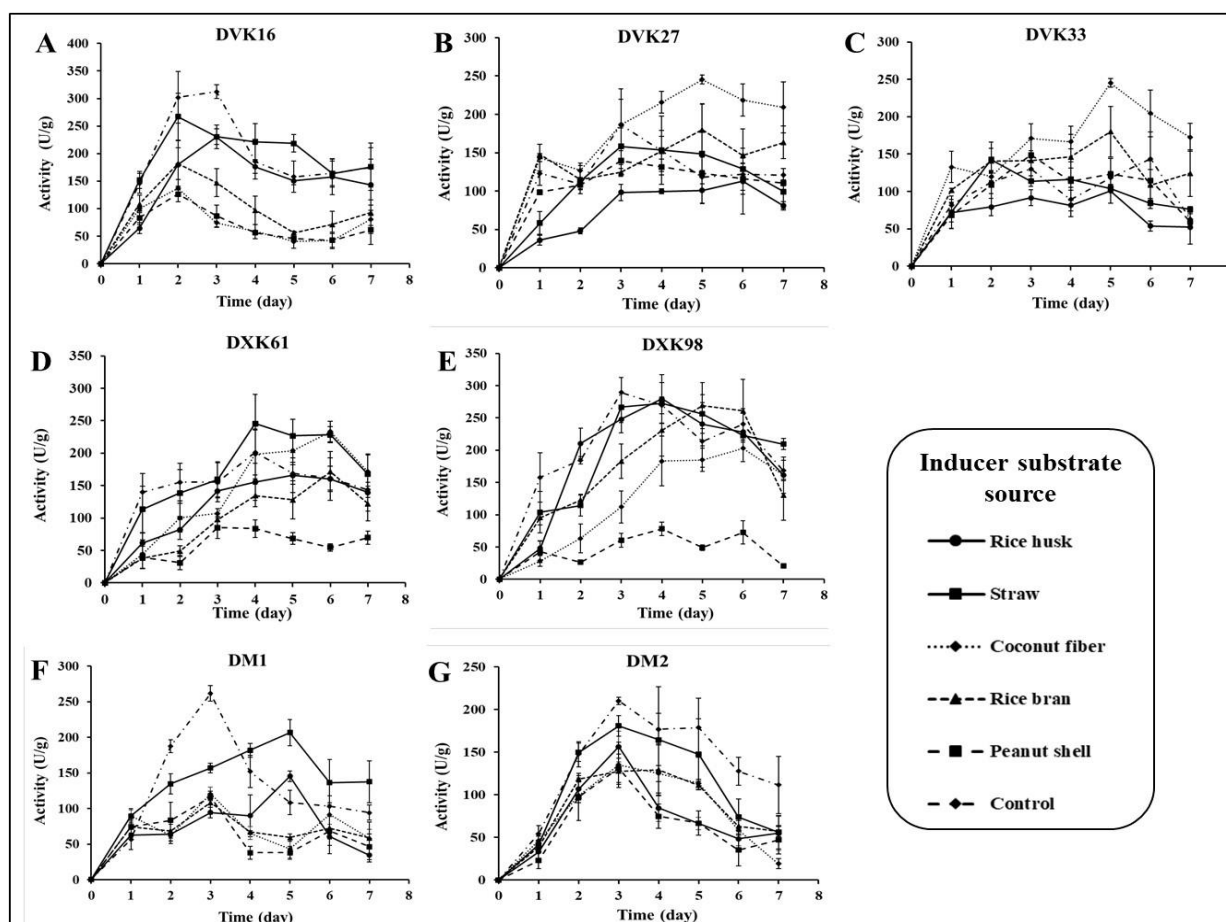 A
DVK16
Activity (U/g)
400
350
300
250
200
150
100
50
0
0 1 2 3 4 5 6 7 8
Time (day)
B
DVK27
Activity (U/g)
300
250
200
150
100
50
0
0 1 2 3 4 5 6 7 8
Time (day)
C
DVK33
Acitivity (U/g)
300
250
200
150
100
50
0
0 1 2 3 4 5 6 7 8
Time (day)
D
DXK61
Activity (U/g)
350
300
250
200
150
100
50
0
0 1 2 3 4 5 6 7 8
Time (day)
E
DXK98
Activity (U/g)
350
300
250
200
150
100
50
0
0 1 2 3 4 5 6 7 8
Time (day)
F
DM1
Activity (U/g)
300
250
200
150
100
50
0
0 1 2 3 4 5 6 7 8
Time (day)
G
DM2
Activity (U/g)
250
200
150
100
50
0
0 1 2 3 4 5 6 7 8
Time (day)
Inducer substrate
source
Rice husk
Straw
Coconut fiber
Rice bran
Peanut shell
Control